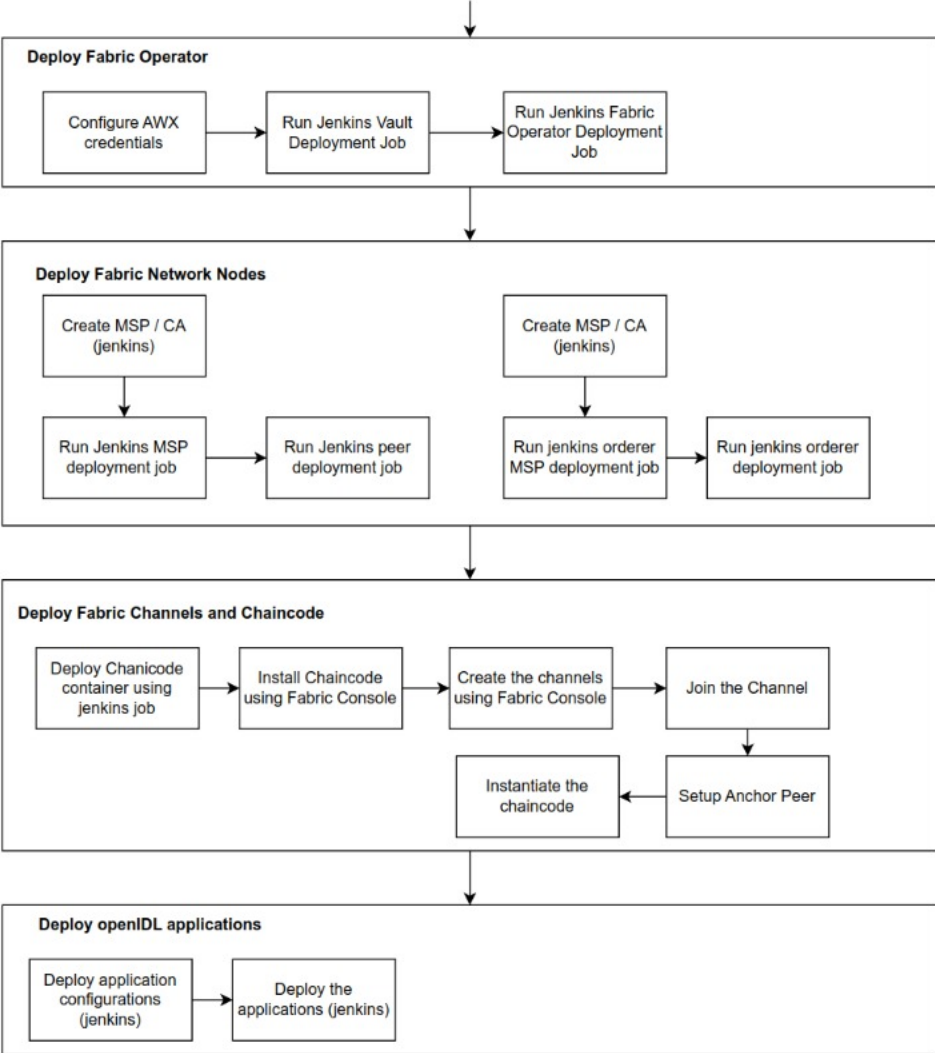 Deploy Fabric Operator
Configure AWX
credentials
Run Jenkins Vault
Deployment Job
Run Jenkins Fabric
Operator Deployment
Job
Deploy Fabric Network Nodes
Create MSP / CA
(jenkins)
Run Jenkins MSP
deployment job
Run Jenkins peer
deployment job
Create MSP / CA
(jenkins)
Run jenkins orderer
MSP deployment job
Run jenkins orderer
deployment job
Deploy Fabric Channels and Chaincode
Deploy Chanicode
container using
jenkins job
Install Chaincode
using Fabric Console
Create the channels
using Fabric Console
Join the Channel
Setup Anchor Peer
Instantiate the
chaincode
Deploy openIDL applications
Deploy application
configurations
(jenkins)
Deploy the
applications (jenkins)